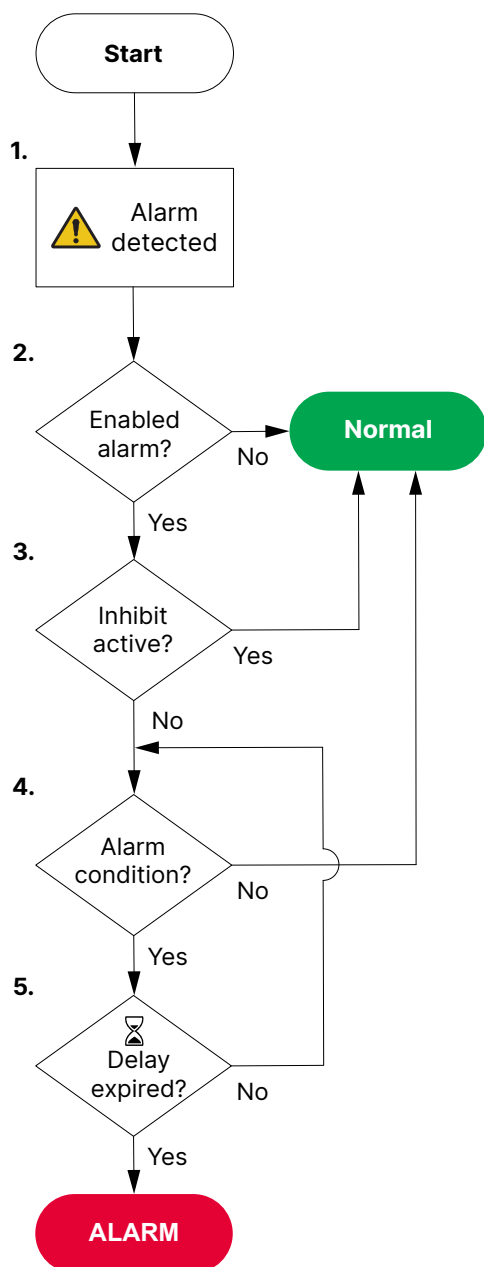 Start
1.
Alarm
detected
2.
Enabled
alarm?
No
Normal
Yes
3.
Inhibit
active?
Yes
No
4.
Alarm
condition?
No
Yes
5.
Delay
expired?
No
Yes
ALARM